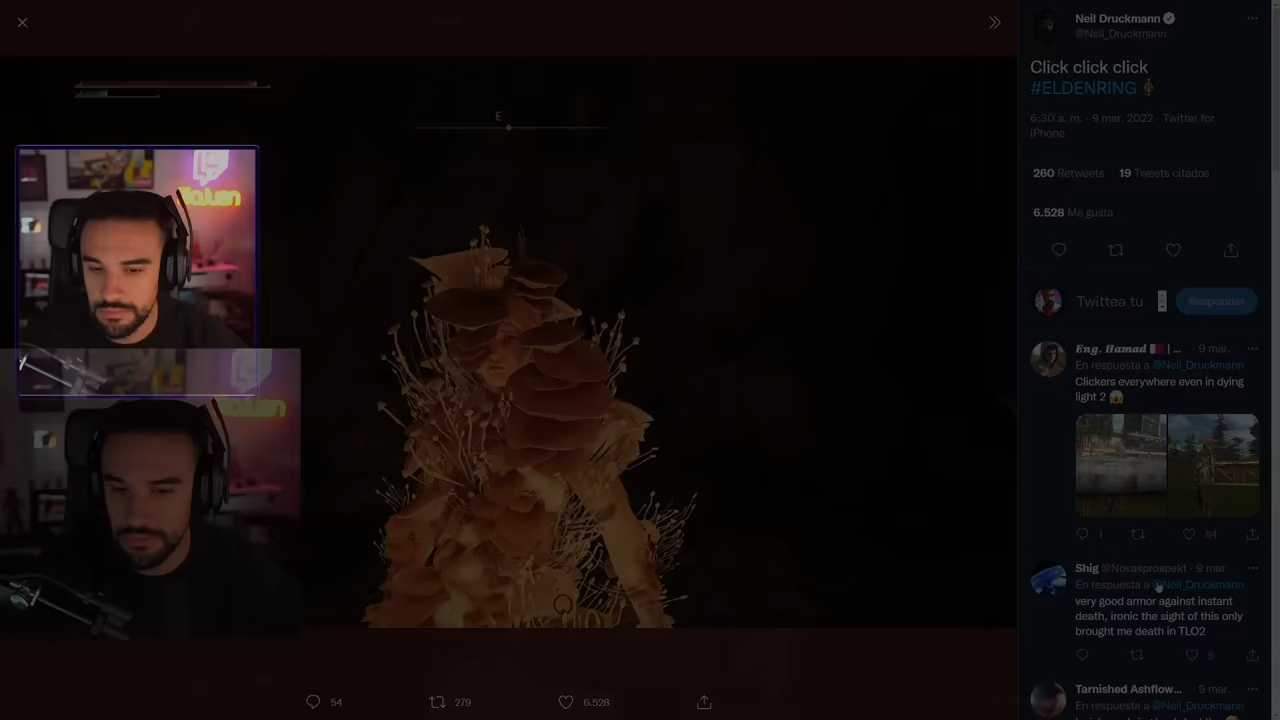 Neil Druckmann
@Neil_Druckmann
Click click click
#ELDENRING
6:30 a. m. · 9 mar. 2022 · Twitter for
iPhone
260 Retweets 19 Tweets citados
6.528 Me gusta
Twittea tu
Responder
Eng. Hamad | ... · 9 mar.
En respuesta a @Neil_Druckmann
Clickers everywhere even in dying
light 2
1 84
Shig @Novasprospekt · 9 mar.
En respuesta a @Neil_Druckmann
very good armor against instant
death, ironic the sight of this only
brought me death in TLO2
5
Tarnished Ashflow... · 9 mar.
En respuesta a @Neil_Druckmann
54 279 6.528